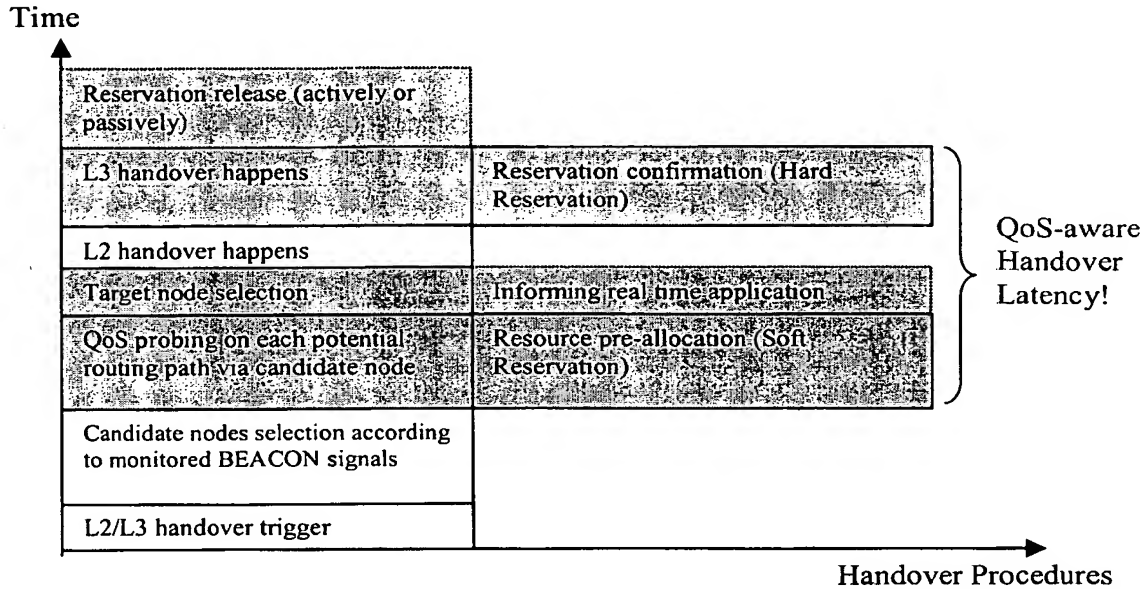 Time
Reservation release (actively or
passively)
L3 handover happens
Reservation confirmation (Hard
Reservation)
L2 handover happens
Target node selection
Informing real time application
QoS probing on each potential
routing path via candidate node
Resource pre-allocation (Soft
Reservation)
QoS-aware
Handover
Latency!
Candidate nodes selection according
to monitored BEACON signals
L2/L3 handover trigger
Handover Procedures